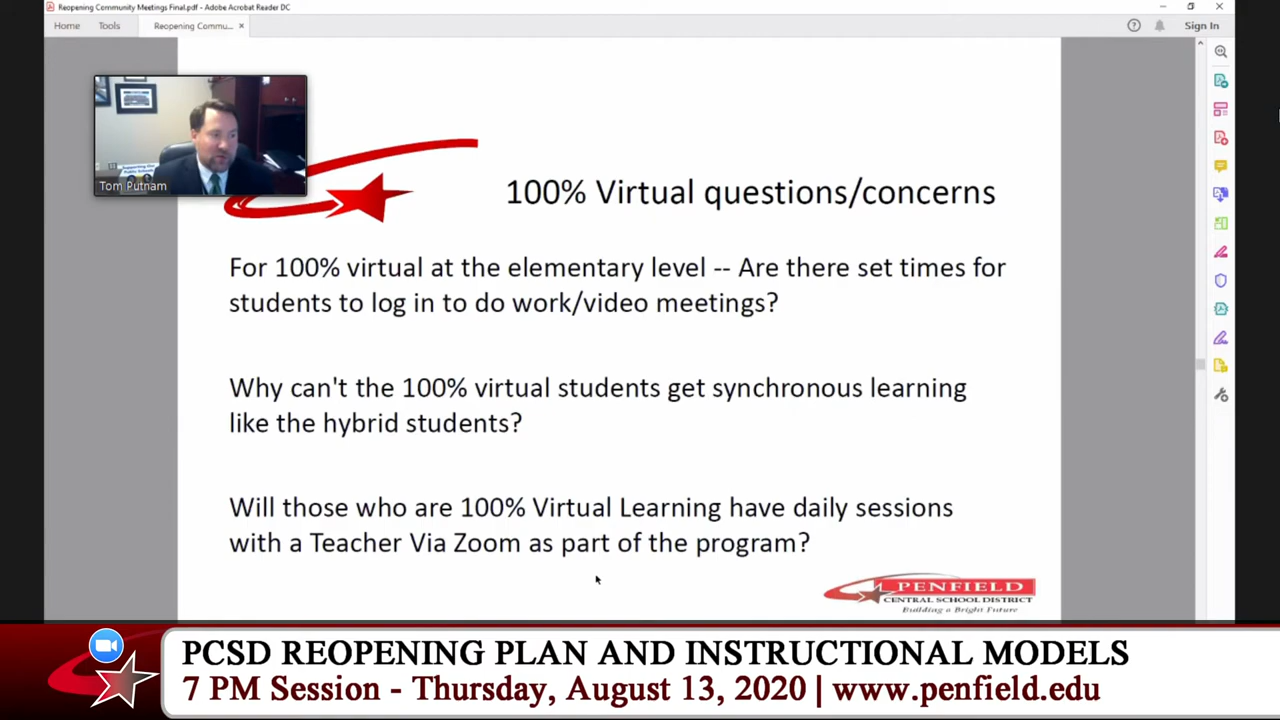 Reopening Community Meetings Final.pdf - Adobe Acrobat Reader DC
Home Tools Reopening Commu... ×
Sign In
Tom Putnam
100% Virtual questions/concerns
For 100% virtual at the elementary level -- Are there set times for
students to log in to do work/video meetings?
Why can't the 100% virtual students get synchronous learning
like the hybrid students?
Will those who are 100% Virtual Learning have daily sessions
with a Teacher Via Zoom as part of the program?
PENFIELD
CENTRAL SCHOOL DISTRICT
Building a Bright Future
PCSD REOPENING PLAN AND INSTRUCTIONAL MODELS
7 PM Session - Thursday, August 13, 2020 | www.penfield.edu